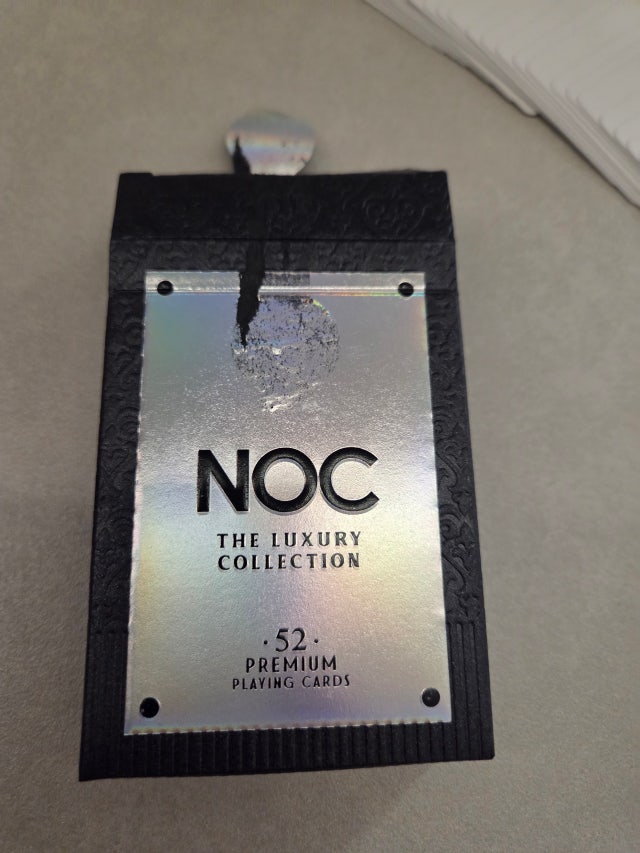 NOC
THE LUXURY
COLLECTION
·52·
PREMIUM
PLAYING CARDS